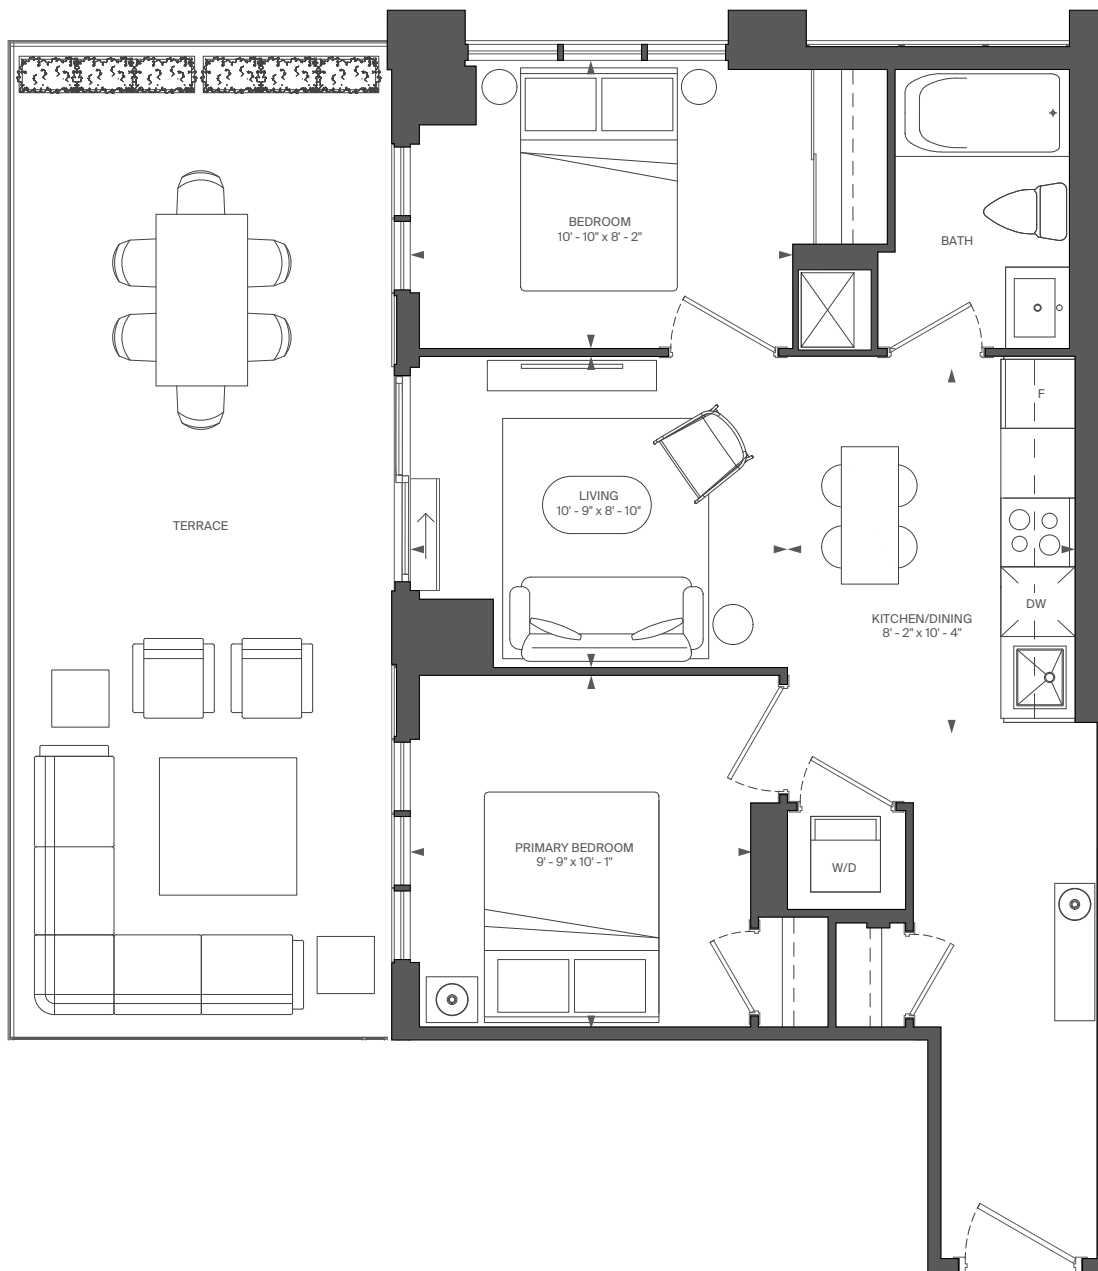 BEDROOM
10' - 10" x 8' - 2"
BATH
F
LIVING
10' - 9" x 8' - 10"
TERRACE
DW
KITCHEN/DINING
8' - 2" x 10' - 4"
PRIMARY BEDROOM
9' - 9" x 10' - 1"
W/D